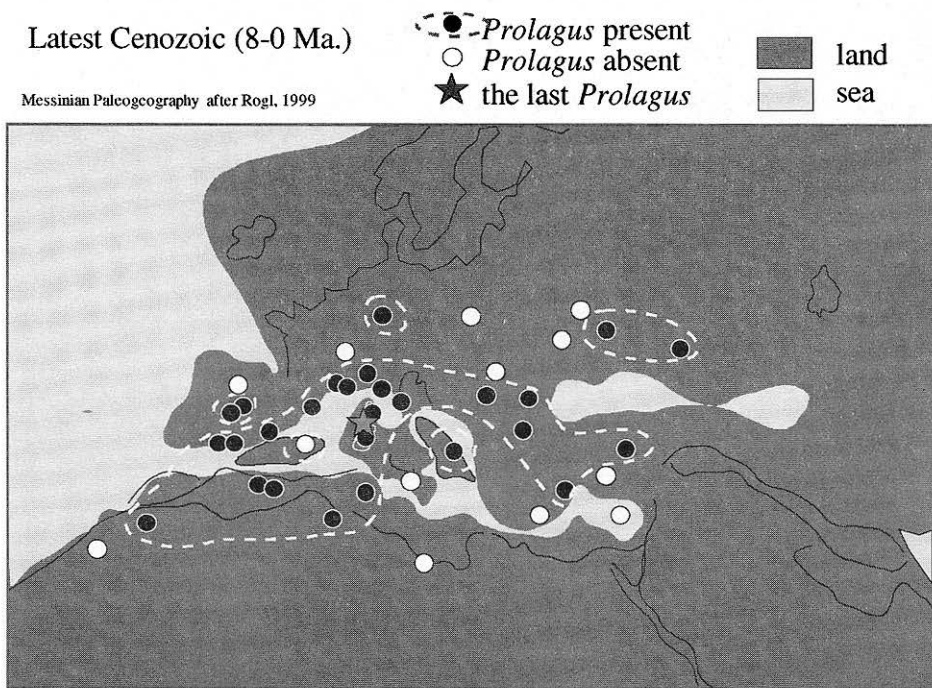 Latest Cenozoic (8-0 Ma.)
Messinian Paleogeography after Rogl, 1999
Prolagus present
Prolagus absent
the last Prolagus
land
sea